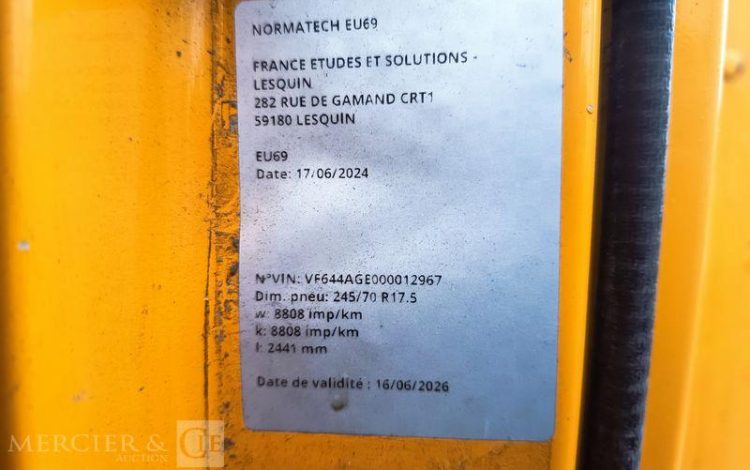 NORMATECH EU69
FRANCE ETUDES ET SOLUTIONS -
LESQUIN
282 RUE DE GAMAND CRT1
59180 LESQUIN
EU69
Date: 17/06/2024
N°VIN: VF644AGE000012967
Dim. pneu: 245/70 R17.5
w: 8808 imp/km
k: 8808 imp/km
l: 2441 mm
Date de validité : 16/06/2026
MERCIER &
AUCTION